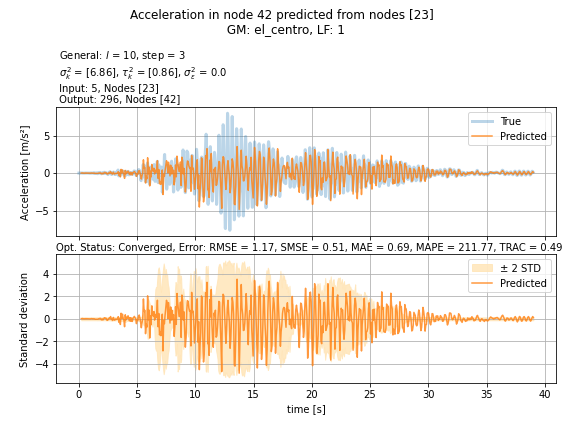 Acceleration in node 42 predicted from nodes [23]
GM: el_centro, LF: 1
General: l = 10, step = 3
σ²ₖ = [6.86], τ²ₖ = [0.86], σ²ε = 0.0
Input: 5, Nodes [23]
Output: 296, Nodes [42]
True
Predicted
Acceleration [m/s²]
5
0
−5
Opt. Status: Converged, Error: RMSE = 1.17, SMSE = 0.51, MAE = 0.69, MAPE = 211.77, TRAC = 0.49
± 2 STD
Predicted
Standard deviation
4
2
0
−2
−4
0 5 10 15 20 25 30 35 40
time [s]